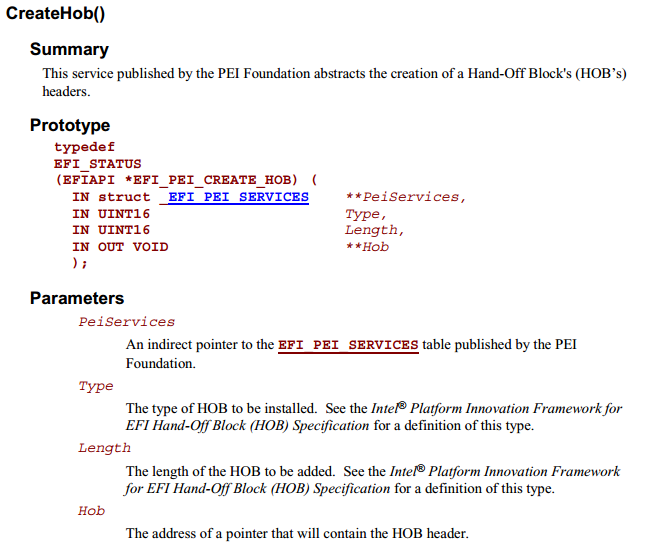 CreateHob()
Summary
This service published by the PEI Foundation abstracts the creation of a Hand-Off Block's (HOB’s)
headers.
Prototype
typedef
EFI_STATUS
(EFIAPI *EFI_PEI_CREATE_HOB) (
IN struct _EFI_PEI_SERVICES **PeiServices,
IN UINT16 Type,
IN UINT16 Length,
IN OUT VOID **Hob
);
Parameters
PeiServices
An indirect pointer to the EFI_PEI_SERVICES table published by the PEI
Foundation.
Type
The type of HOB to be installed. See the Intel® Platform Innovation Framework for
EFI Hand-Off Block (HOB) Specification for a definition of this type.
Length
The length of the HOB to be added. See the Intel® Platform Innovation Framework
for EFI Hand-Off Block (HOB) Specification for a definition of this type.
Hob
The address of a pointer that will contain the HOB header.